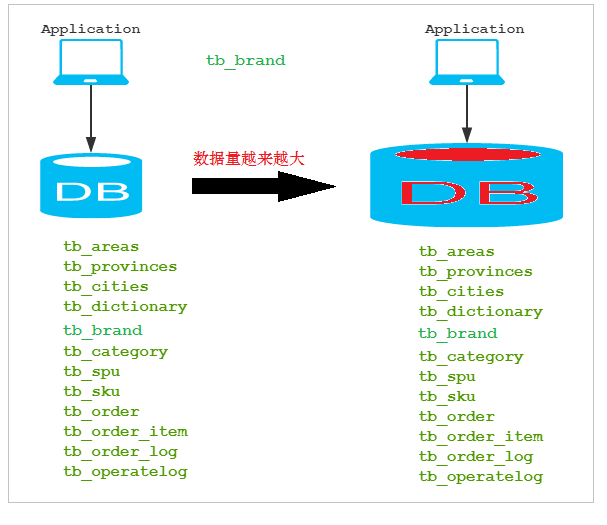 Application
Application
tb_brand
数据量越来越大
DB
DB
tb_areas
tb_provinces
tb_cities
tb_dictionary
tb_brand
tb_category
tb_spu
tb_sku
tb_order
tb_order_item
tb_order_log
tb_operatelog
tb_areas
tb_provinces
tb_cities
tb_dictionary
tb_brand
tb_category
tb_spu
tb_sku
tb_order
tb_order_item
tb_order_log
tb_operatelog